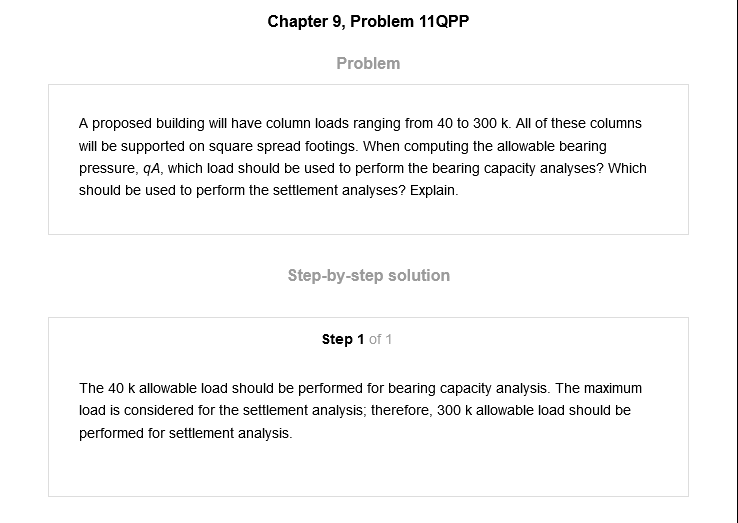 Chapter 9, Problem 11QPP
Problem
A proposed building will have column loads ranging from 40 to 300 k. All of these columns
will be supported on square spread footings. When computing the allowable bearing
pressure, qA, which load should be used to perform the bearing capacity analyses? Which
should be used to perform the settlement analyses? Explain.
Step-by-step solution
Step 1 of 1
The 40 k allowable load should be performed for bearing capacity analysis. The maximum
load is considered for the settlement analysis; therefore, 300 k allowable load should be
performed for settlement analysis.